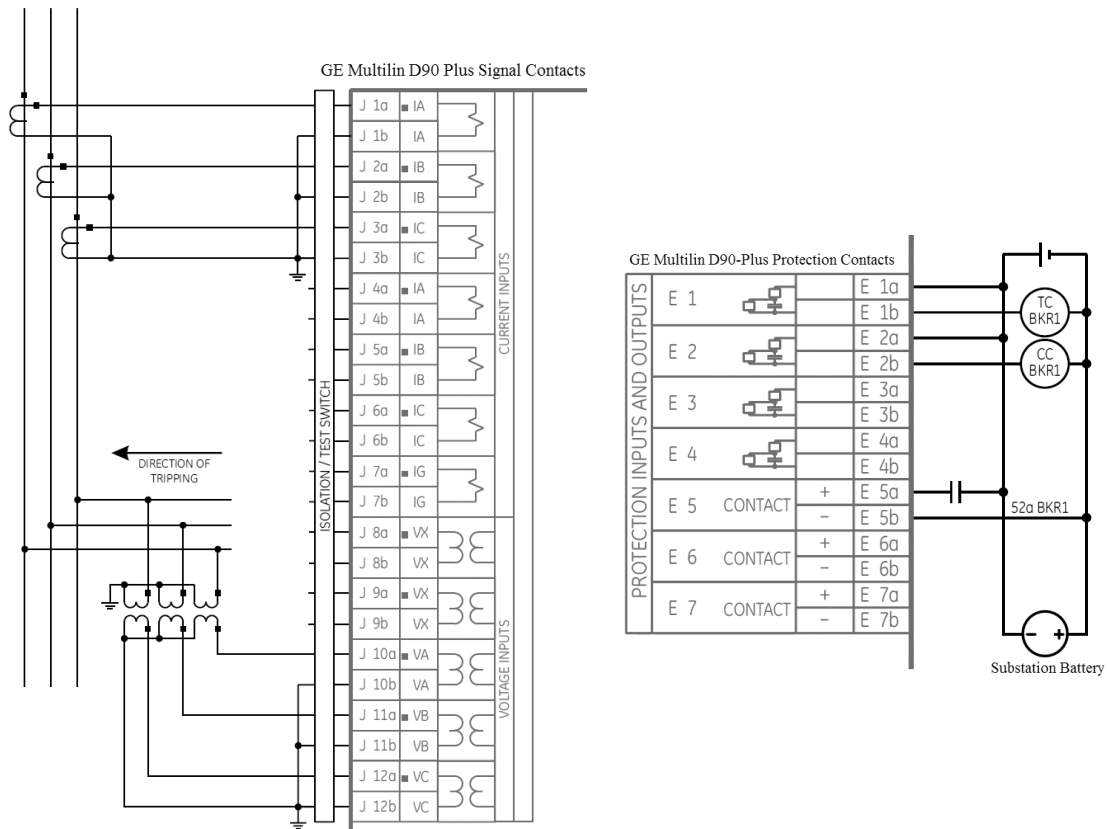 GE Multilin D90 Plus Signal Contacts
J 1a ■ IA
J 1b IA
J 2a ■ IB
J 2b IB
J 3a ■ IC
J 3b IC
J 4a ■ IA
J 4b IA
J 5a ■ IB
J 5b IB
J 6a ■ IC
J 6b IC
J 7a ■ IG
J 7b IG
J 8a ■ VX
J 8b VX
J 9a ■ VX
J 9b VX
J 10a ■ VA
J 10b VA
J 11a ■ VB
J 11b VB
J 12a ■ VC
J 12b VC
CURRENT INPUTS
VOLTAGE INPUTS
ISOLATION / TEST SWITCH
DIRECTION OF
TRIPPING
GE Multilin D90-Plus Protection Contacts
PROTECTION INPUTS AND OUTPUTS
E 1
E 1a
E 1b
E 2
E 2a
E 2b
E 3
E 3a
E 3b
E 4
E 4a
E 4b
E 5 CONTACT
+ E 5a
− E 5b
E 6 CONTACT
+ E 6a
− E 6b
E 7 CONTACT
+ E 7a
− E 7b
TC
BKR1
CC
BKR1
52a BKR1
− +
Substation Battery